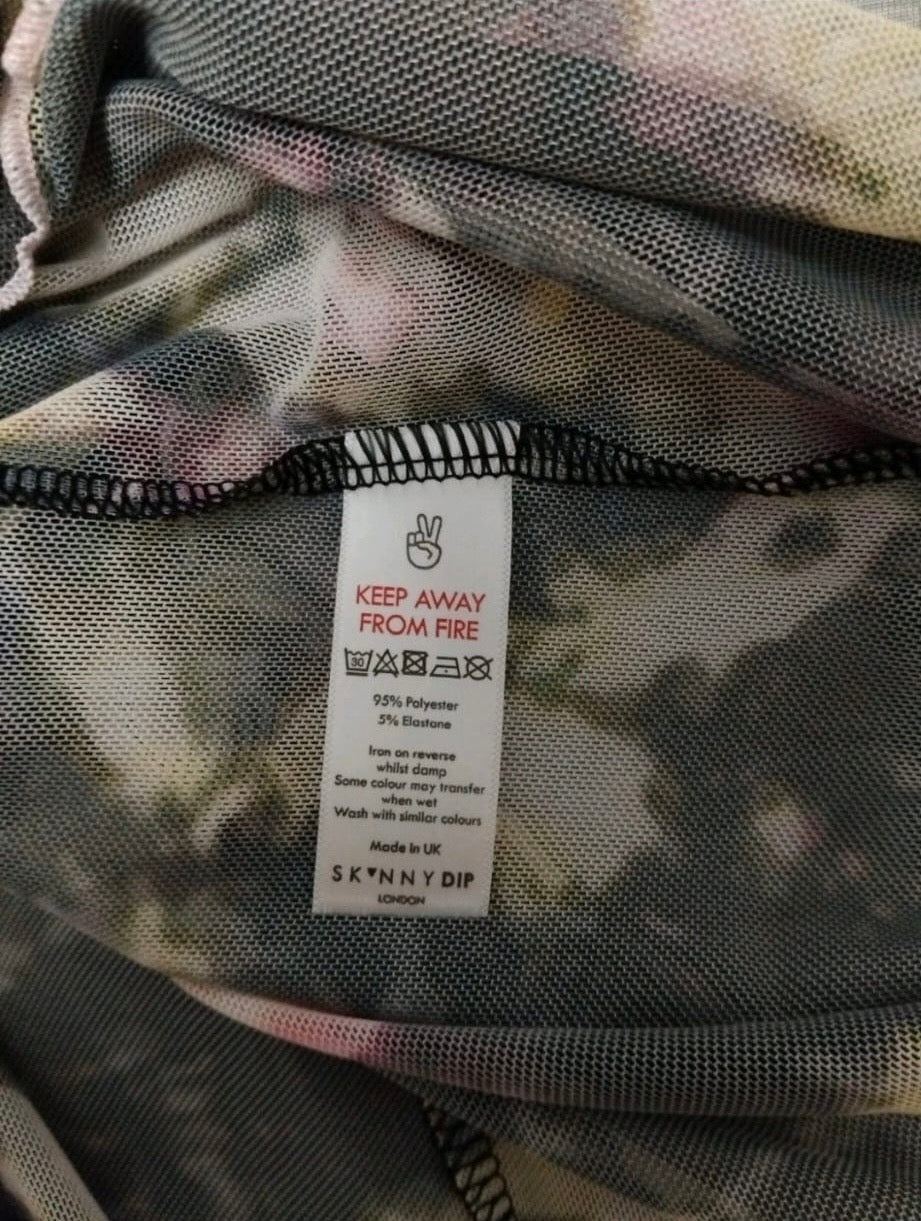 KEEP AWAY
FROM FIRE
30
95% Polyester
5% Elastane
Iron on reverse
whilst damp
Some colour may transfer
when wet
Wash with similar colours
Made in UK
SK♥NNYDIP
LONDON